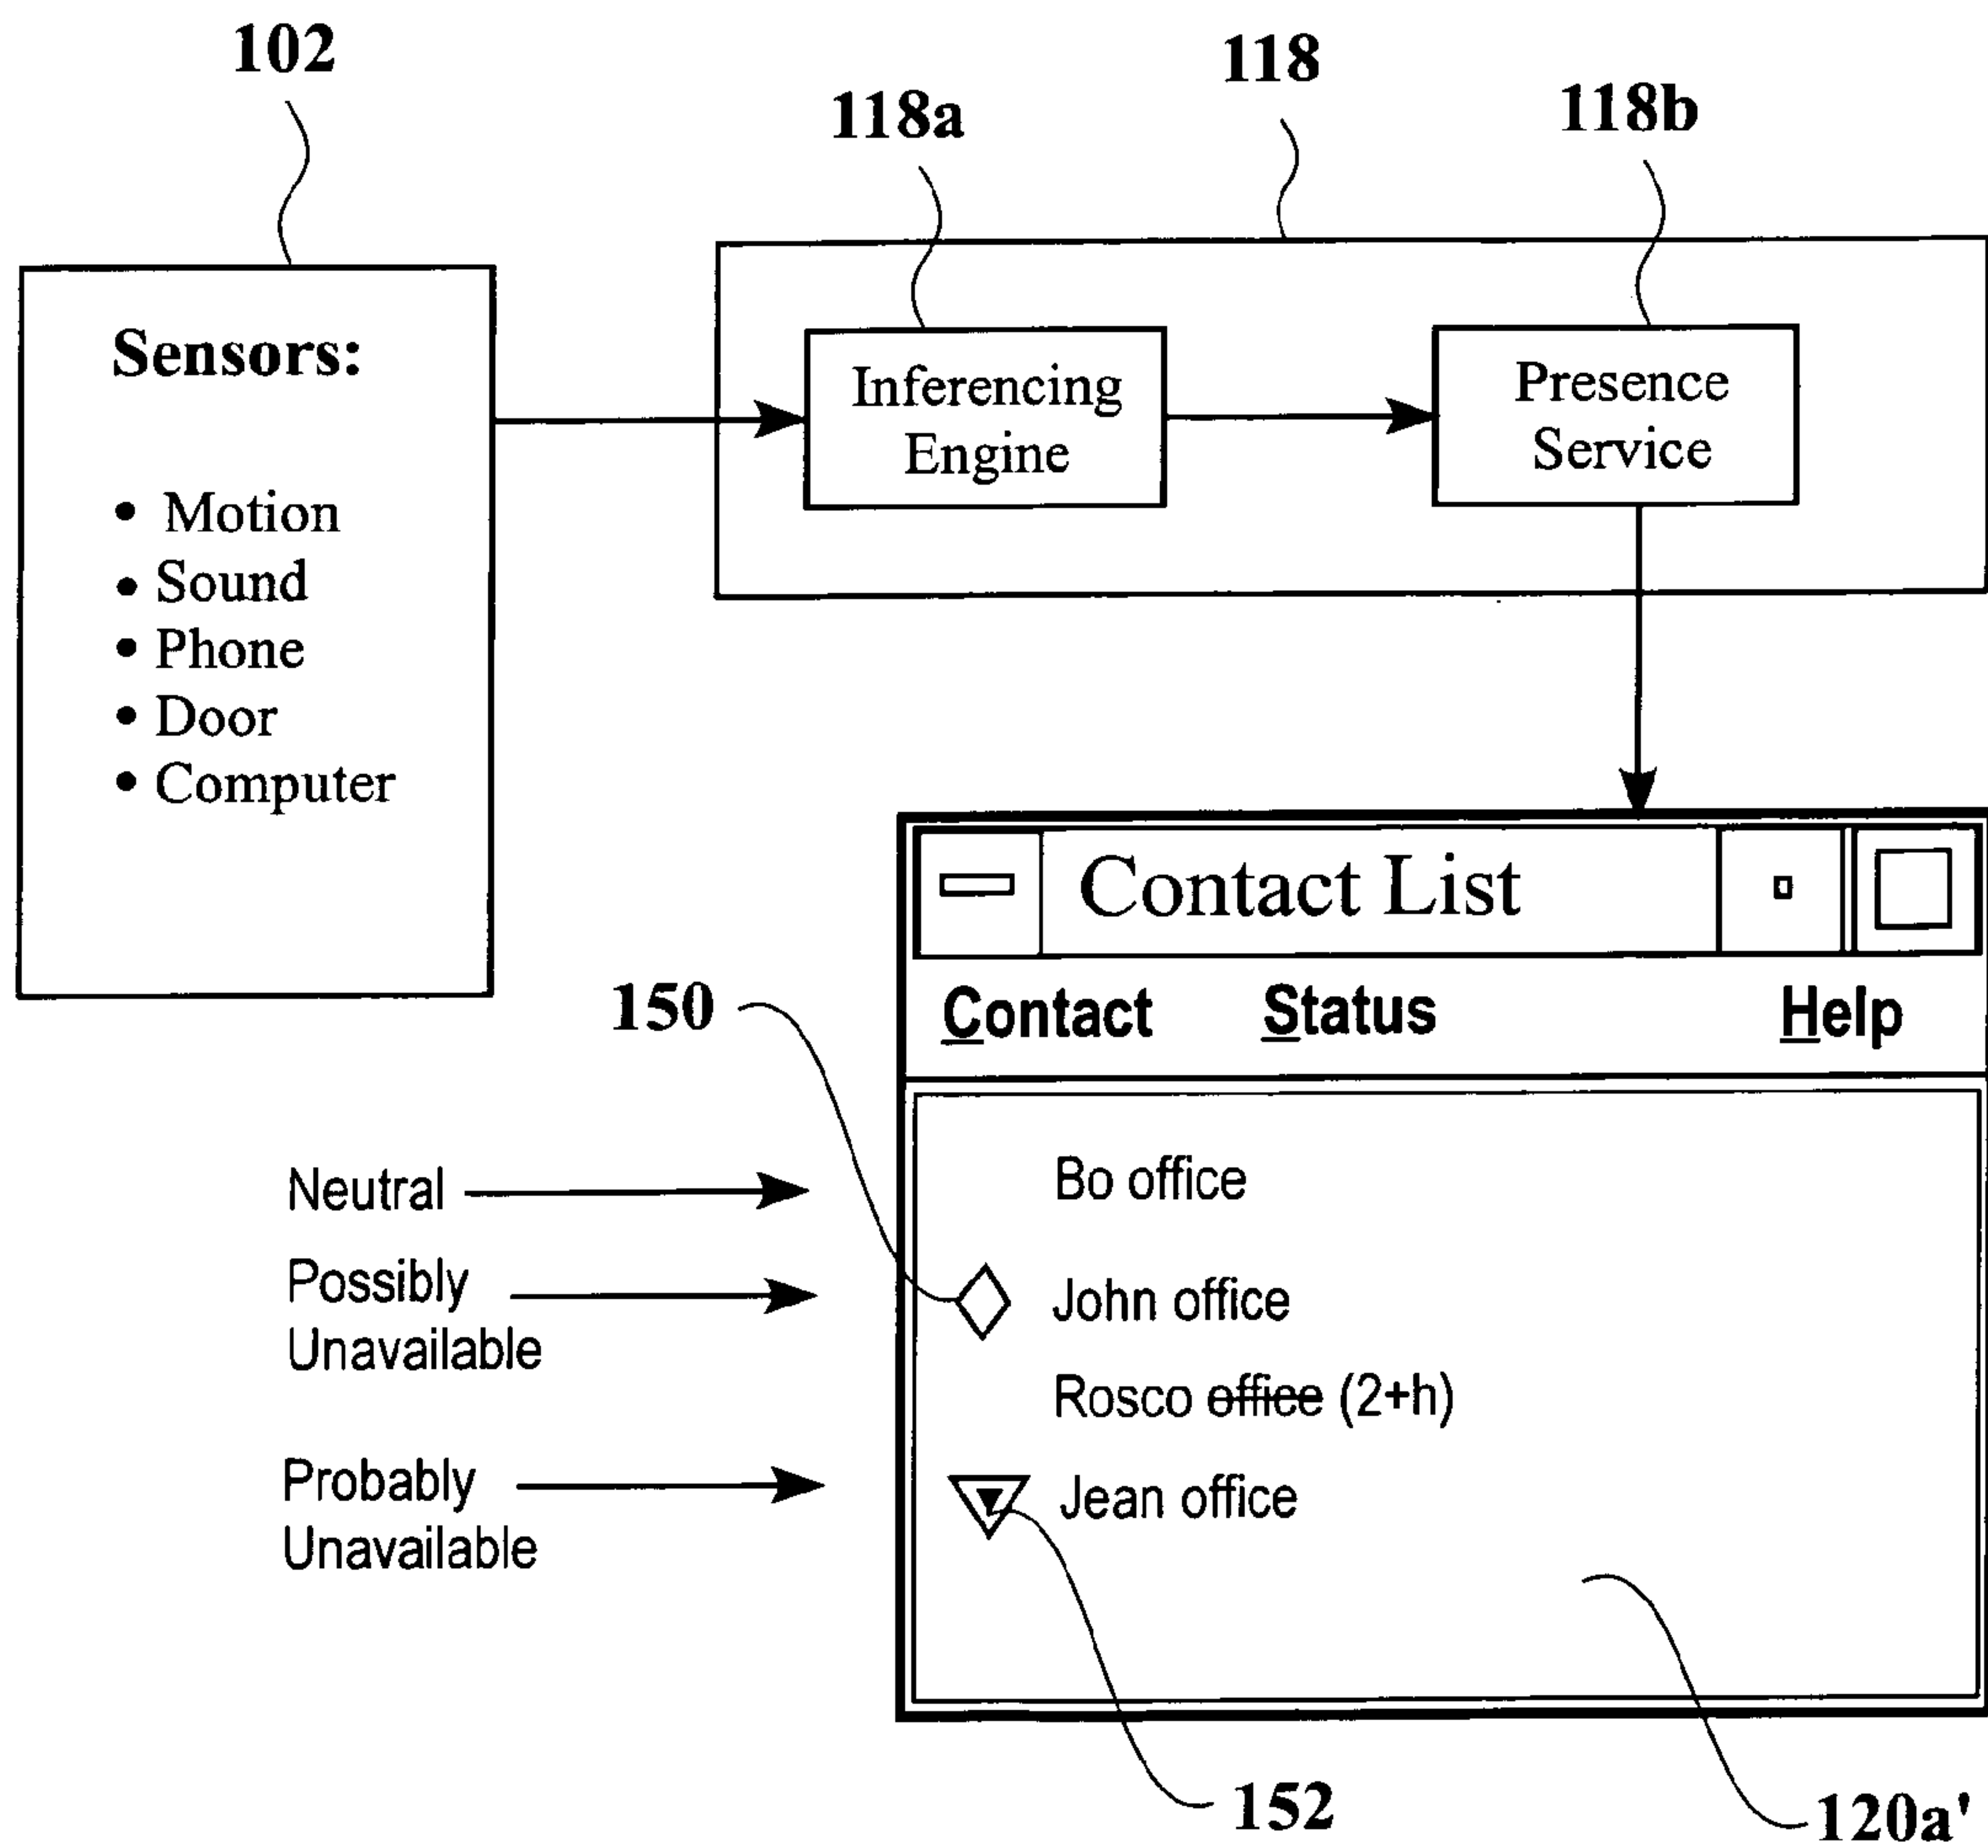 102
118
118a
118b
Sensors:
• Motion
• Sound
• Phone
• Door
• Computer
Inferencing
Engine
Presence
Service
Contact List
Contact Status Help
150
Neutral
Possibly
Unavailable
Probably
Unavailable
Bo office
John office
Rosco office (2+h)
Jean office
152
120a'